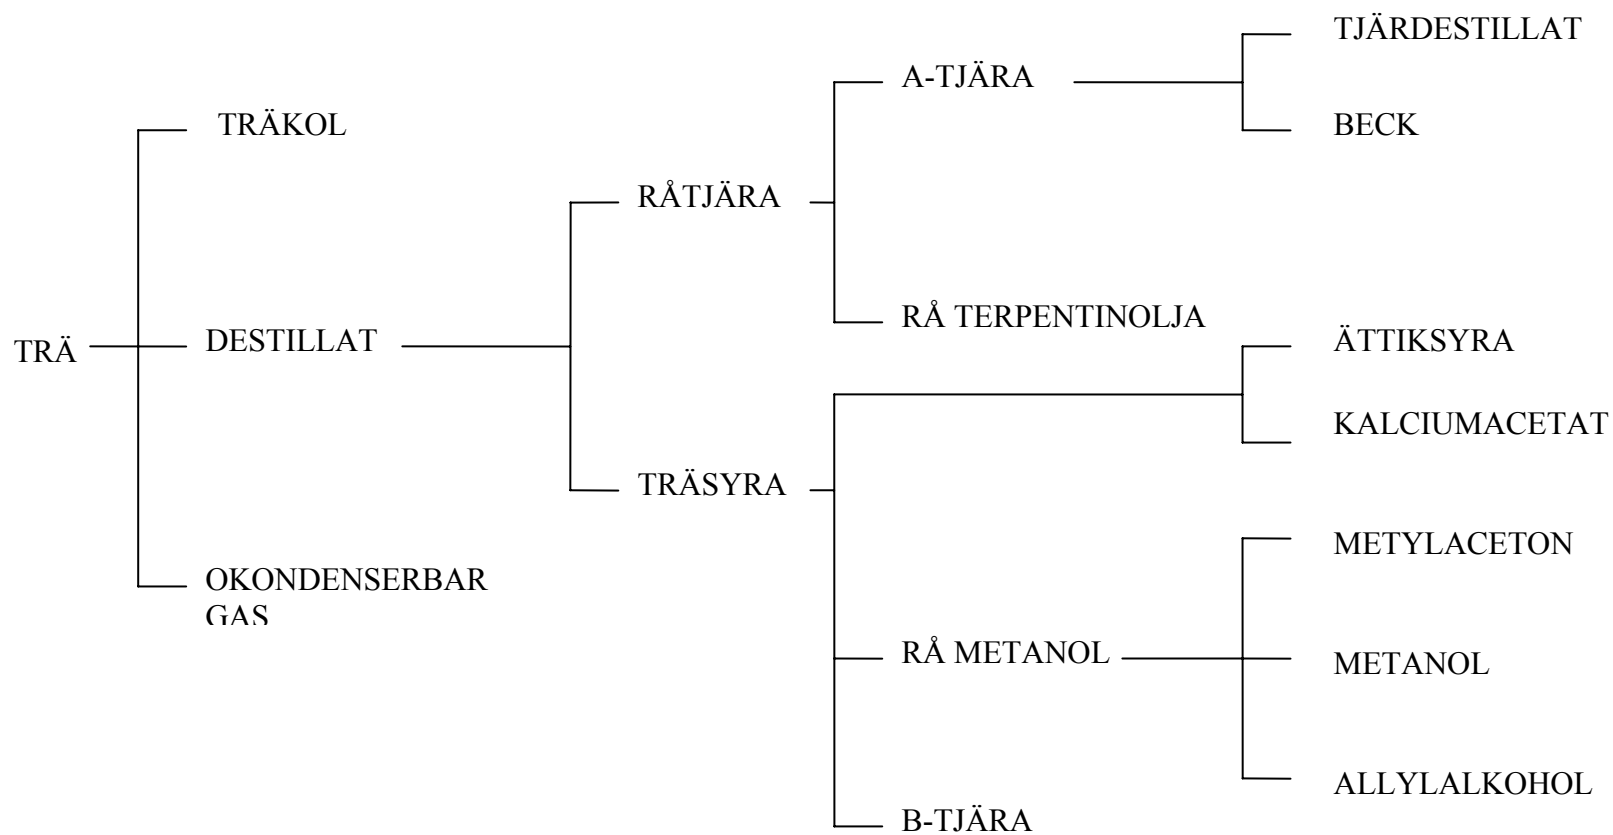 TJÄRDESTILLAT
A-TJÄRA
TRÄKOL
BECK
RÅTJÄRA
RÅ TERPENTINOLJA
TRÄ
DESTILLAT
ÄTTIKSYRA
KALCIUMACETAT
TRÄSYRA
METYLACETON
OKONDENSERBAR
GAS
RÅ METANOL
METANOL
ALLYLALKOHOL
B-TJÄRA